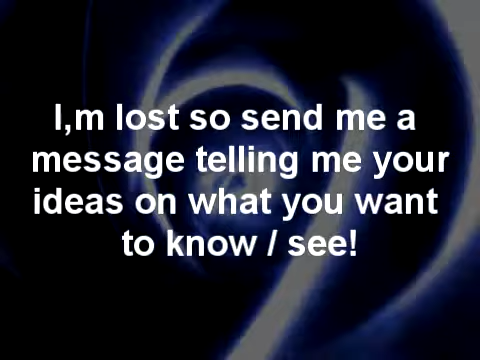 I,m lost so send me a
message telling me your
ideas on what you want
to know / see!